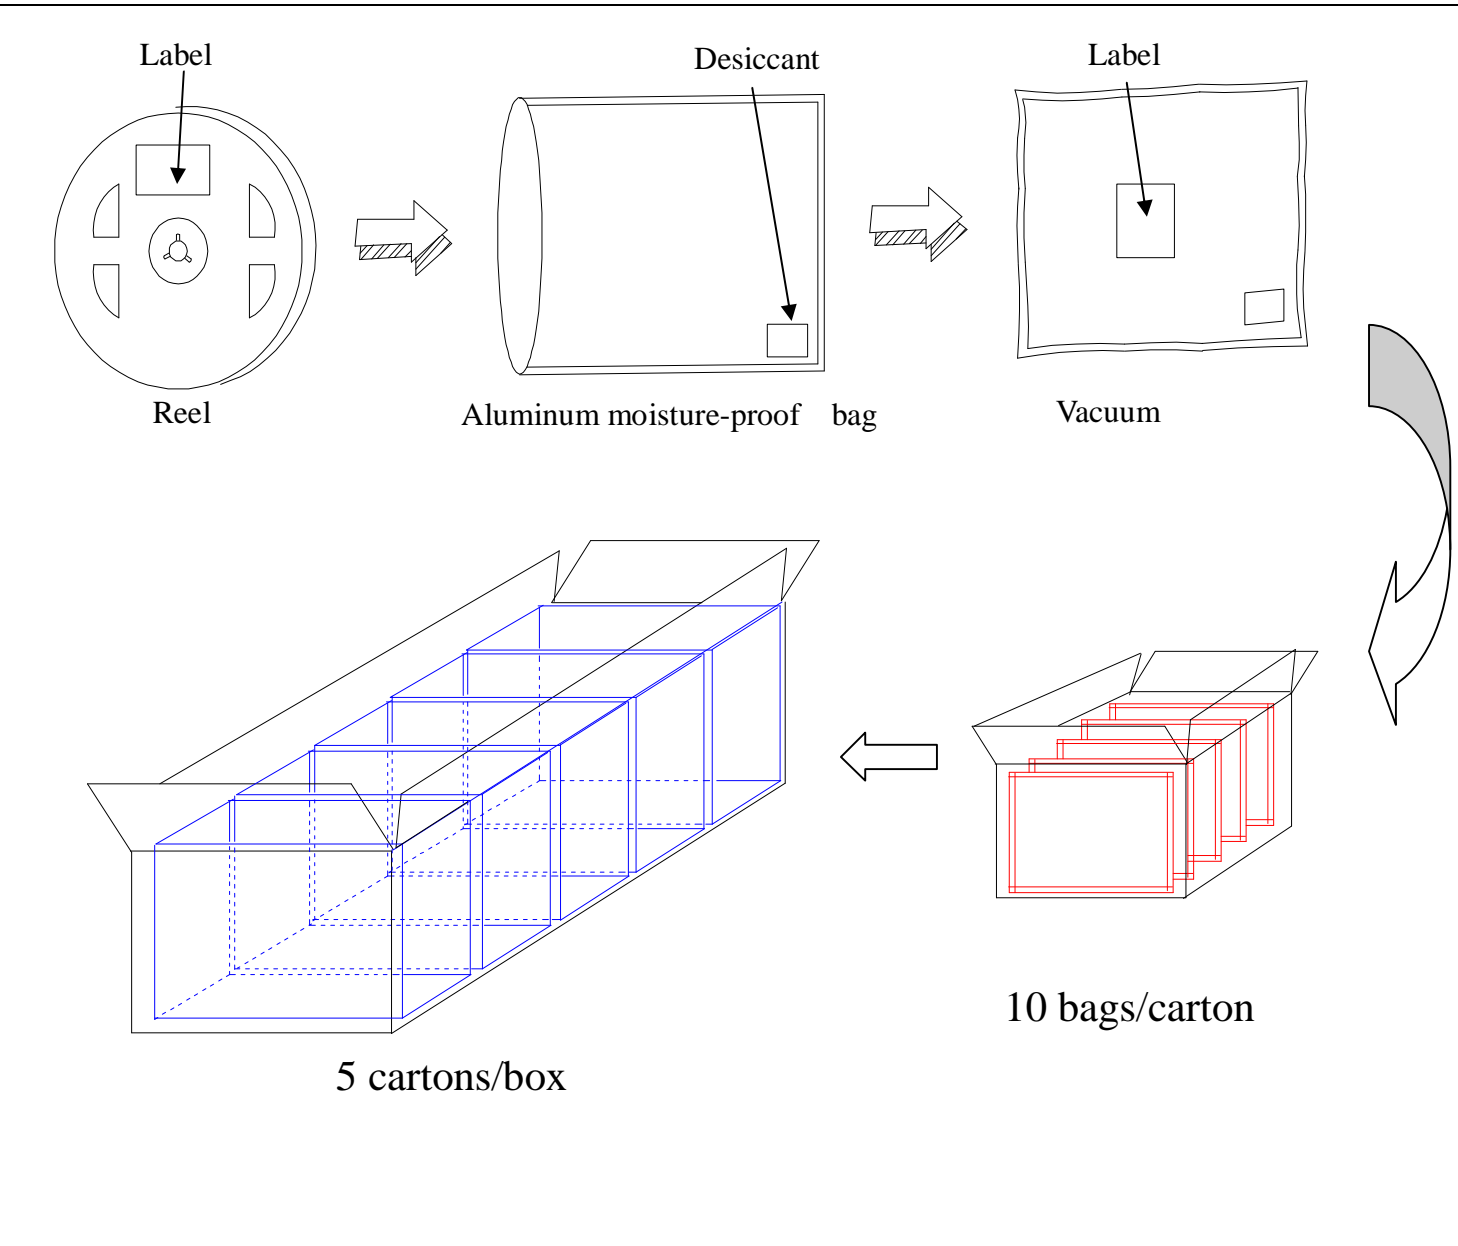 Label
Desiccant
Label
Reel
Aluminum moisture-proof bag
Vacuum
10 bags/carton
5 cartons/box